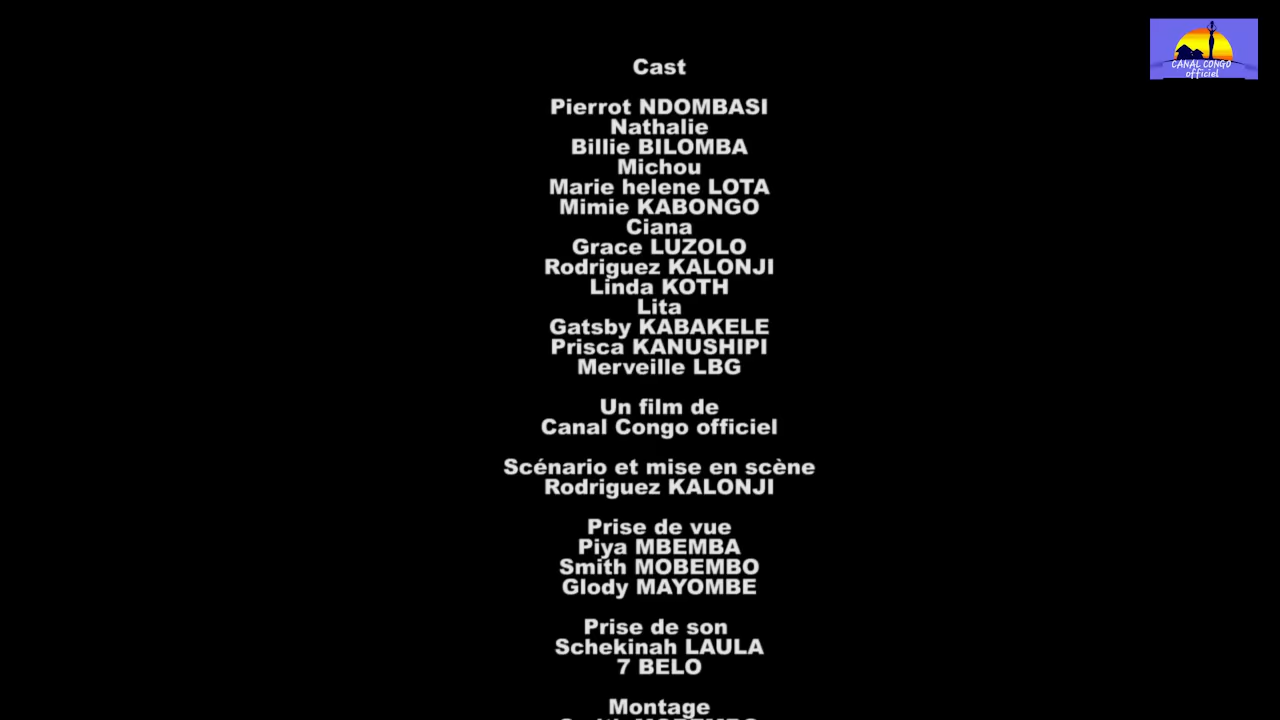 Cast
Pierrot NDOMBASI
Nathalie
Billie BILOMBA
Michou
Marie helene LOTA
Mimie KABONGO
Ciana
Grace LUZOLO
Rodriguez KALONJI
Linda KOTH
Lita
Gatsby KABAKELE
Prisca KANUSHIPI
Merveille LBG
Un film de
Canal Congo officiel
Scénario et mise en scène
Rodriguez KALONJI
Prise de vue
Piya MBEMBA
Smith MOBEMBO
Glody MAYOMBE
Prise de son
Schekinah LAULA
7 BELO
Montage
CANAL CONGO
officiel